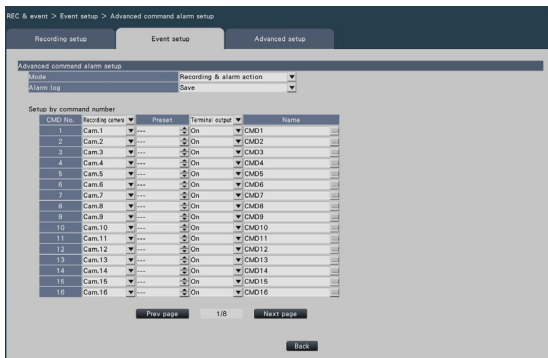 REC & event > Event setup > Advanced command alarm setup
Recording setup Event setup Advanced setup
Advanced command alarm setup
Mode Recording & alarm action
Alarm log Save
Setup by command number
CMD No. Recording camera Preset Terminal output Name
1 Cam.1 --- On CMD1
2 Cam.2 --- On CMD2
3 Cam.3 --- On CMD3
4 Cam.4 --- On CMD4
5 Cam.5 --- On CMD5
6 Cam.6 --- On CMD6
7 Cam.7 --- On CMD7
8 Cam.8 --- On CMD8
9 Cam.9 --- On CMD9
10 Cam.10 --- On CMD10
11 Cam.11 --- On CMD11
12 Cam.12 --- On CMD12
13 Cam.13 --- On CMD13
14 Cam.14 --- On CMD14
15 Cam.15 --- On CMD15
16 Cam.16 --- On CMD16
Prev page 1/8 Next page
Back